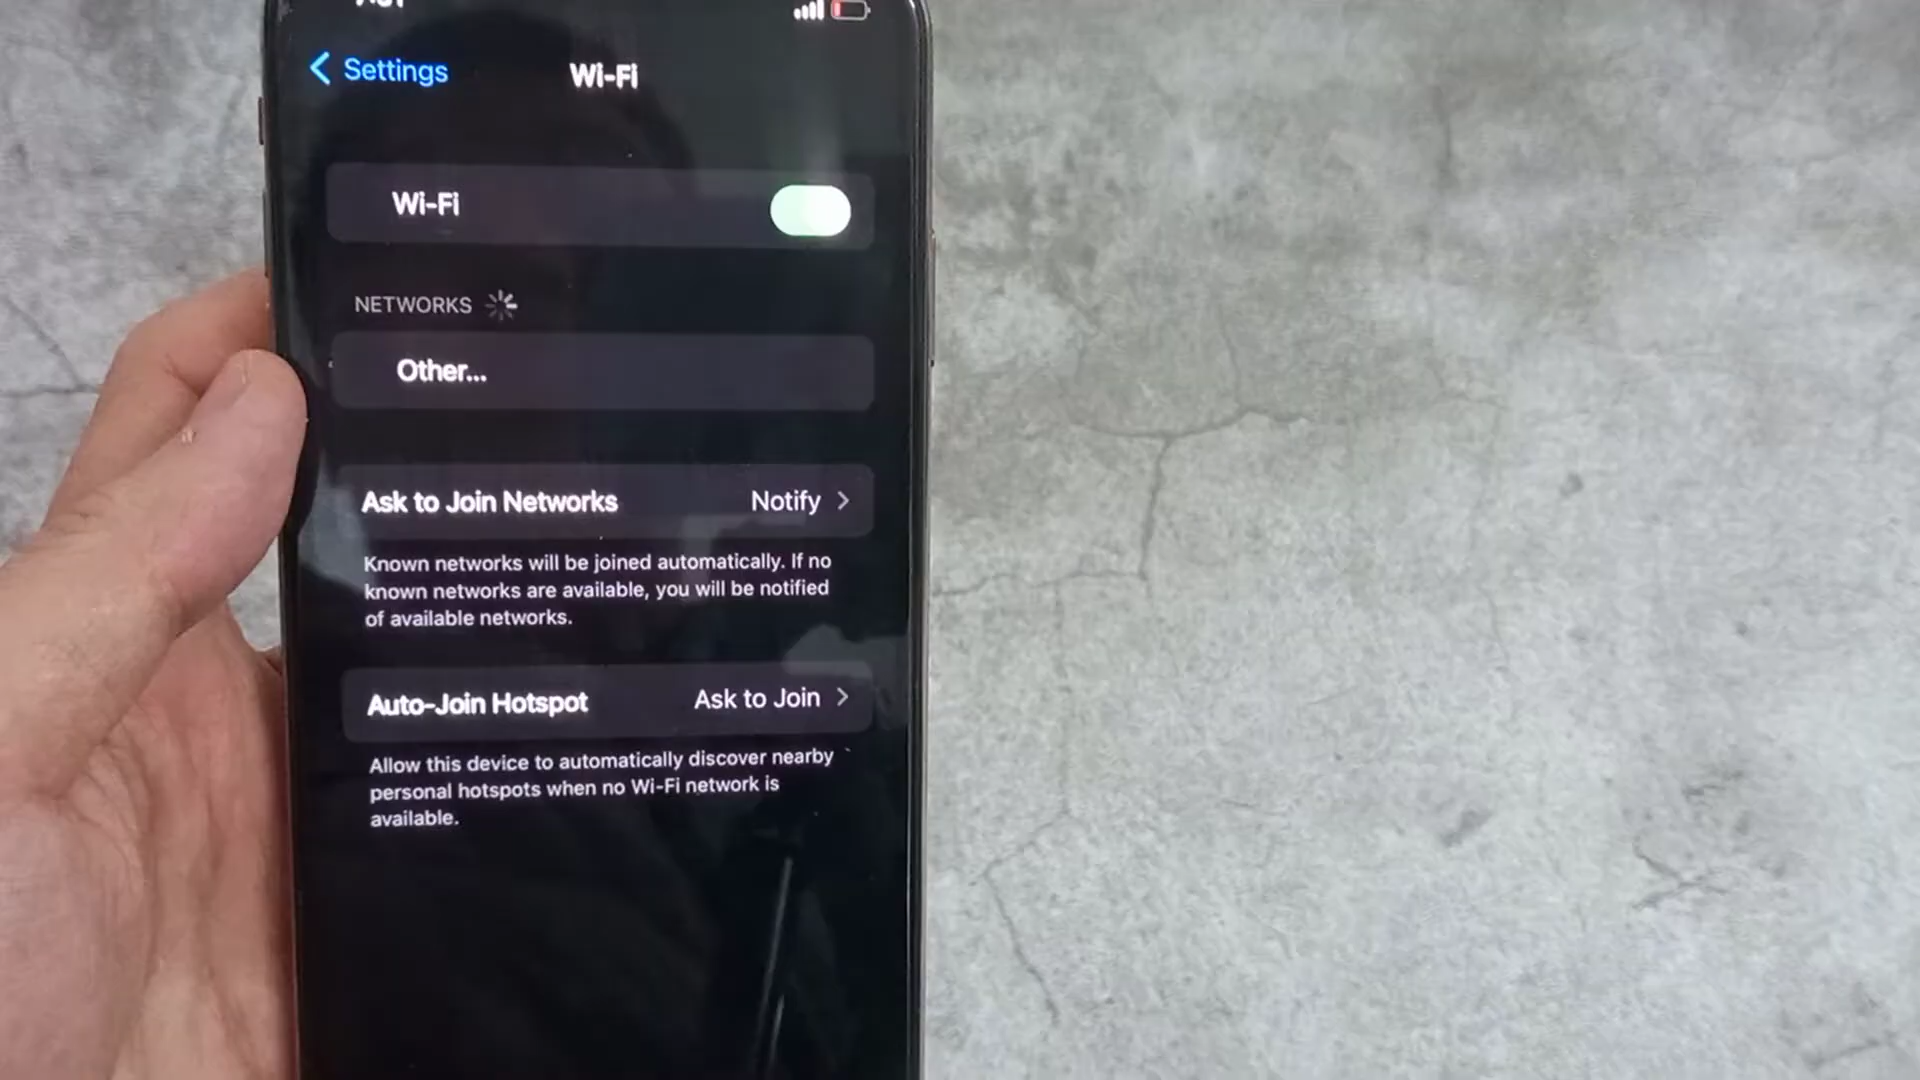 Settings
Wi-Fi
Wi-Fi
NETWORKS
Other...
Ask to Join Networks Notify
Known networks will be joined automatically. If no
known networks are available, you will be notified
of available networks.
Auto-Join Hotspot Ask to Join
Allow this device to automatically discover nearby
personal hotspots when no Wi-Fi network is
available.